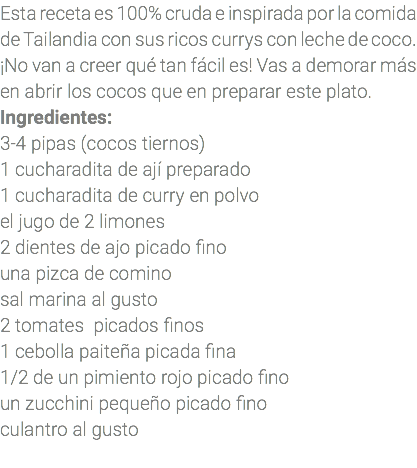 Esta receta es 100% cruda e inspirada por la comida
de Tailandia con sus ricos currys con leche de coco.
¡No van a creer qué tan fácil es! Vas a demorar más
en abrir los cocos que en preparar este plato.
Ingredientes:
3-4 pipas (cocos tiernos)
1 cucharadita de ají preparado
1 cucharadita de curry en polvo
el jugo de 2 limones
2 dientes de ajo picado fino
una pizca de comino
sal marina al gusto
2 tomates  picados finos
1 cebolla paiteña picada fina
1/2 de un pimiento rojo picado fino
un zucchini pequeño picado fino
culantro al gusto